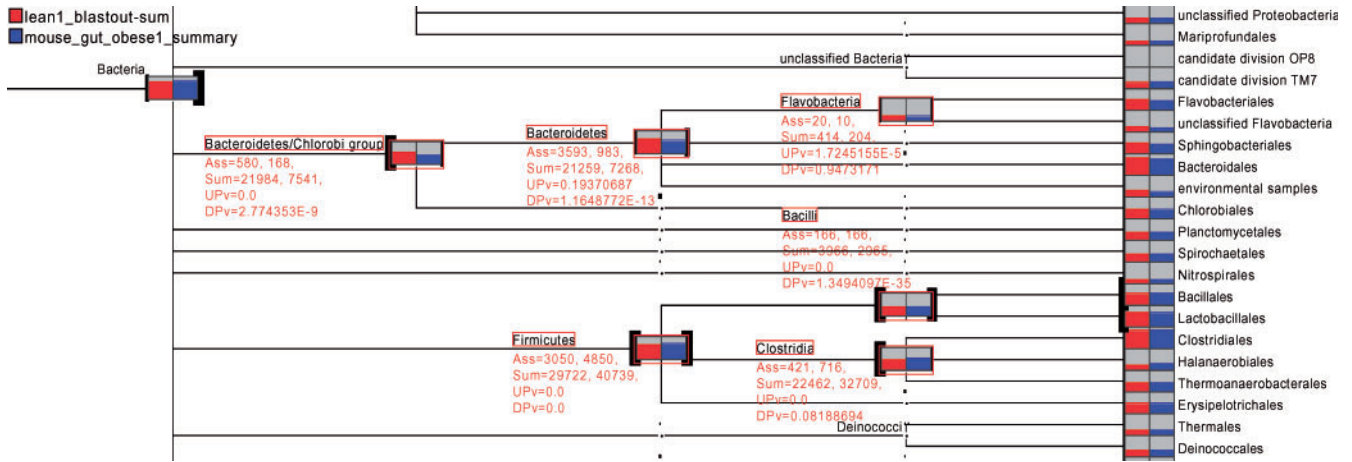 lean1_blastout-sum
mouse_gut_obese1_summary
Bacteria
Bacteroidetes/Chlorobi group
Ass=580, 168,
Sum=21984, 7541,
UPv=0.0
DPv=2.774353E-9
Bacteroidetes
Ass=3593, 983,
Sum=21259, 7268,
UPv=0.19370687
DPv=1.1648772E-13
unclassified Bacteria
Flavobacteria
Ass=20, 10,
Sum=414, 204,
UPv=1.7245155E-5
DPv=0.9473171
Bacilli
Ass=166, 166,
Sum=3966, 2965,
UPv=0.0
DPv=1.3494097E-35
Firmicutes
Ass=3050, 4850,
Sum=29722, 40739,
UPv=0.0
DPv=0.0
Clostridia
Ass=421, 716,
Sum=22462, 32709,
UPv=0.0
DPv=0.08188694
Deinococci
unclassified Proteobacteria
Mariprofundales
candidate division OP8
candidate division TM7
Flavobacteriales
unclassified Flavobacteria
Sphingobacteriales
Bacteroidales
environmental samples
Chlorobiales
Planctomycetales
Spirochaetales
Nitrospirales
Bacillales
Lactobacillales
Clostridiales
Halanaerobiales
Thermoanaerobacterales
Erysipelotrichales
Thermales
Deinococcales